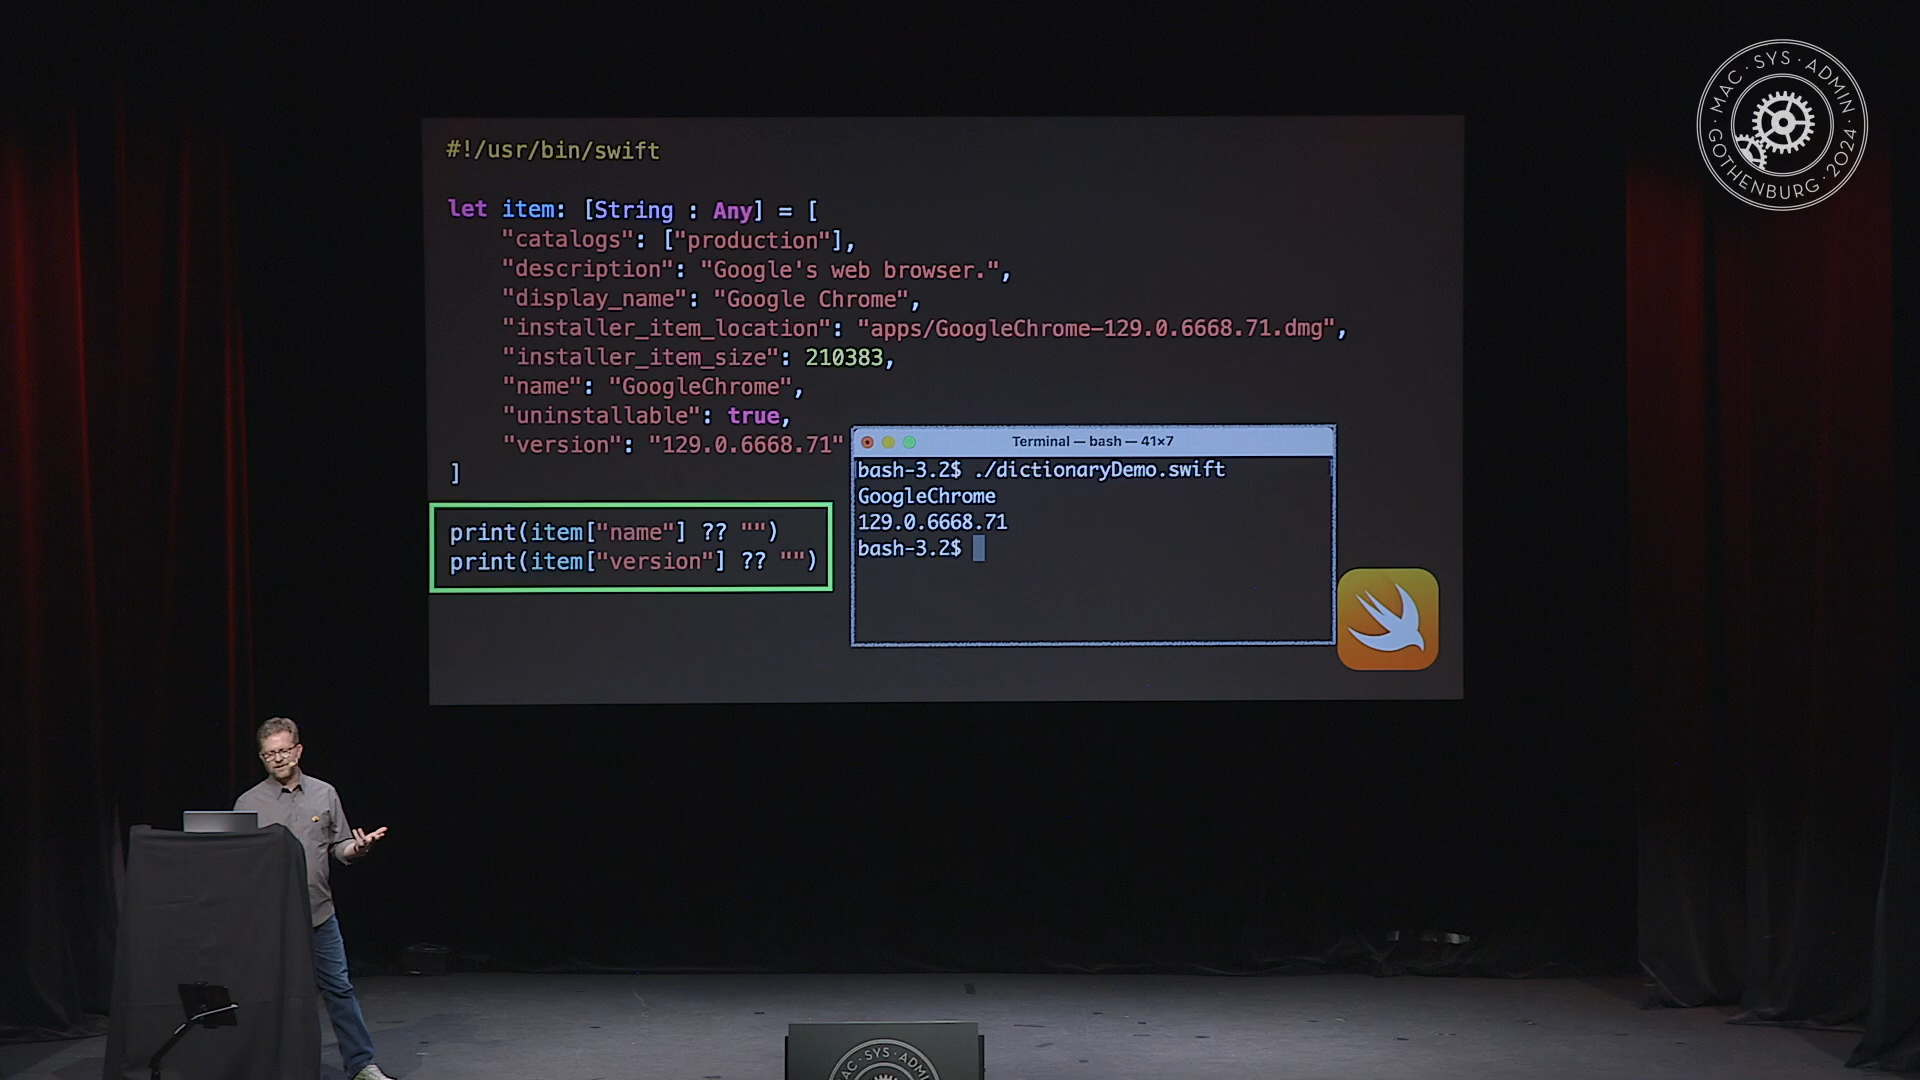 MAC · SYS · ADMIN · GOTHENBURG · 2024 ·
#!/usr/bin/swift
let item: [String : Any] = [
"catalogs": ["production"],
"description": "Google's web browser.",
"display_name": "Google Chrome",
"installer_item_location": "apps/GoogleChrome-129.0.6668.71.dmg",
"installer_item_size": 210383,
"name": "GoogleChrome",
"uninstallable": true,
"version": "129.0.6668.71"
]
print(item["name"] ?? "")
print(item["version"] ?? "")
Terminal — bash — 41×7
bash-3.2$ ./dictionaryDemo.swift
GoogleChrome
129.0.6668.71
bash-3.2$
MAC · SYS · ADMI